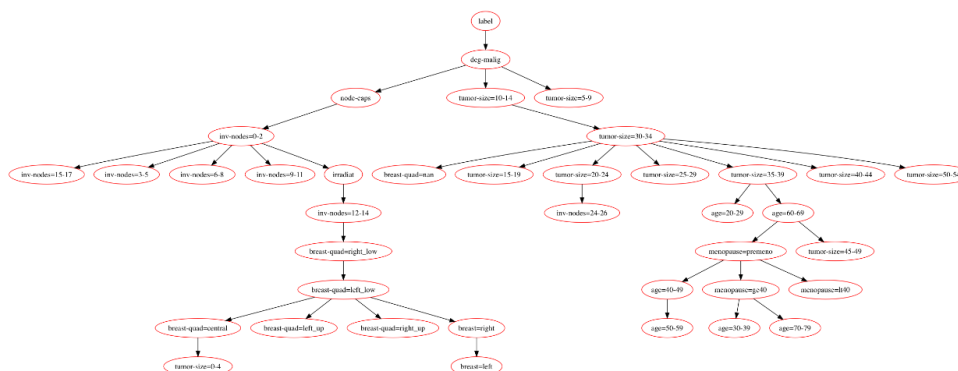 label
deg-malig
node-caps
tumor-size=10-14
tumor-size=5-9
inv-nodes=0-2
tumor-size=30-34
inv-nodes=15-17
inv-nodes=3-5
inv-nodes=6-8
inv-nodes=9-11
irradiat
breast-quad=nan
tumor-size=15-19
tumor-size=20-24
tumor-size=25-29
tumor-size=35-39
tumor-size=40-44
tumor-size=50-54
inv-nodes=12-14
inv-nodes=24-26
age=20-29
age=60-69
breast-quad=right_low
menopause=premeno
tumor-size=45-49
breast-quad=left_low
age=40-49
menopause=ge40
menopause=lt40
breast-quad=central
breast-quad=left_up
breast-quad=right_up
breast=right
age=50-59
age=30-39
age=70-79
tumor-size=0-4
breast=left